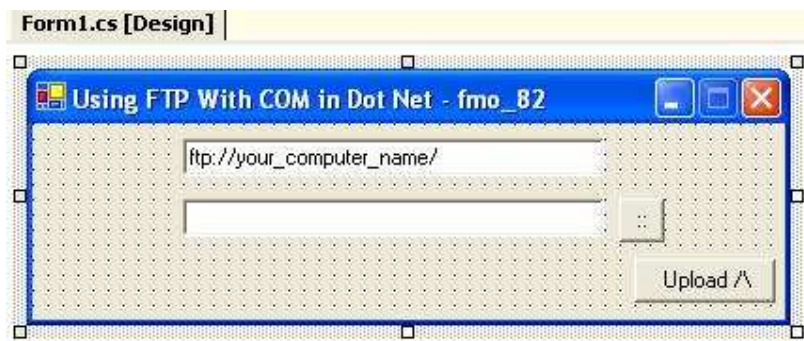 Form1.cs [Design]
Using FTP With COM in Dot Net - fmo_82
ftp://your_computer_name/
::
Upload /\